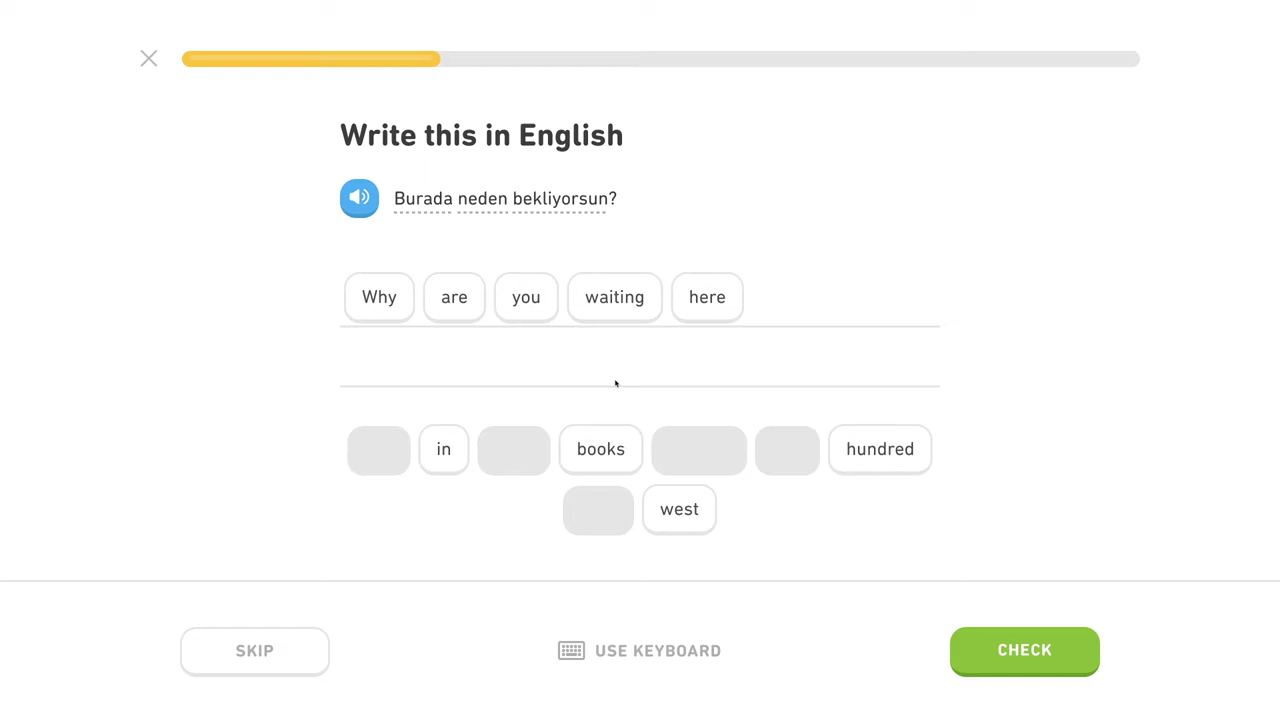 Write this in English
Burada neden bekliyorsun?
Why are you waiting here
in books hundred
west
SKIP USE KEYBOARD CHECK